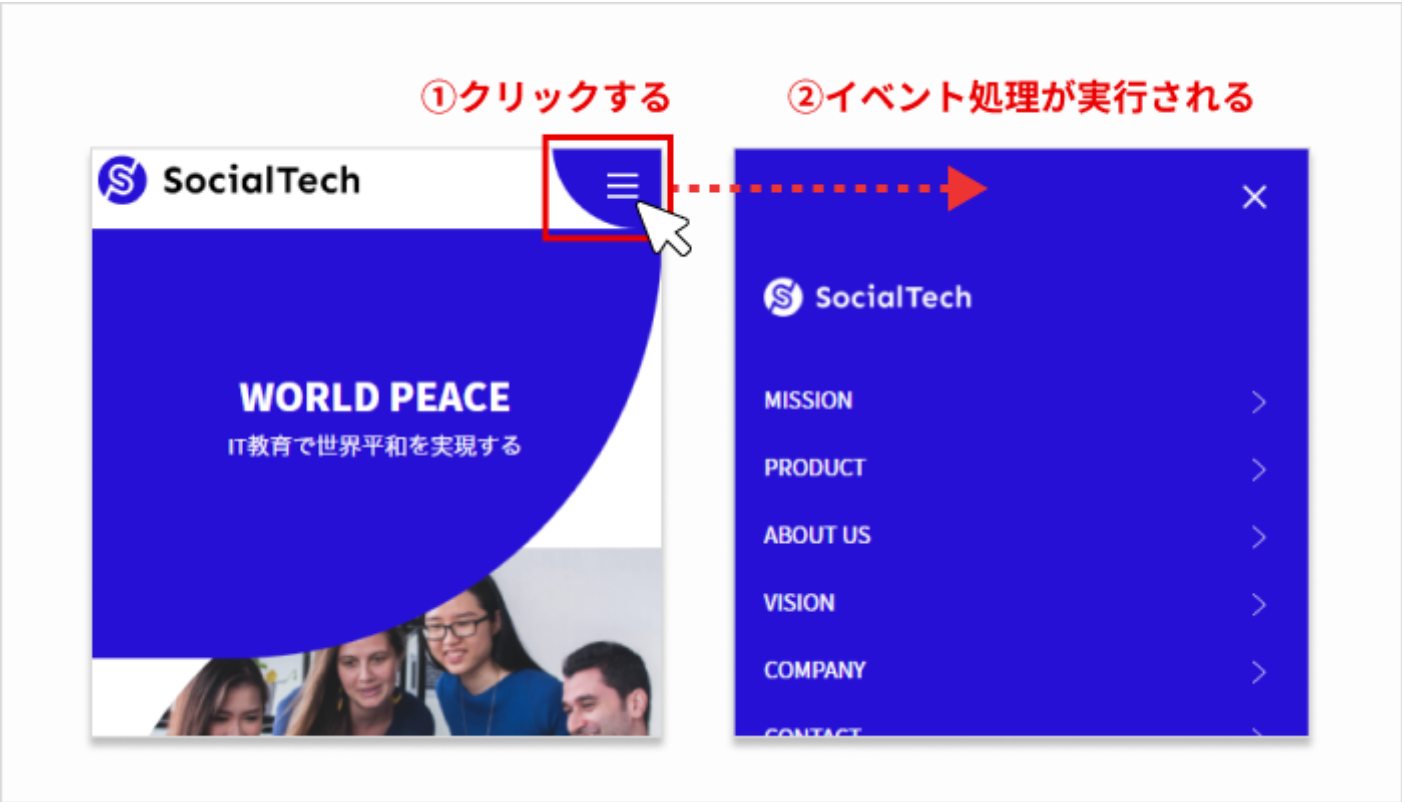 ①クリックする
②イベント処理が実行される
SocialTech
WORLD PEACE
IT教育で世界平和を実現する
SocialTech
MISSION
PRODUCT
ABOUT US
VISION
COMPANY
CONTACT